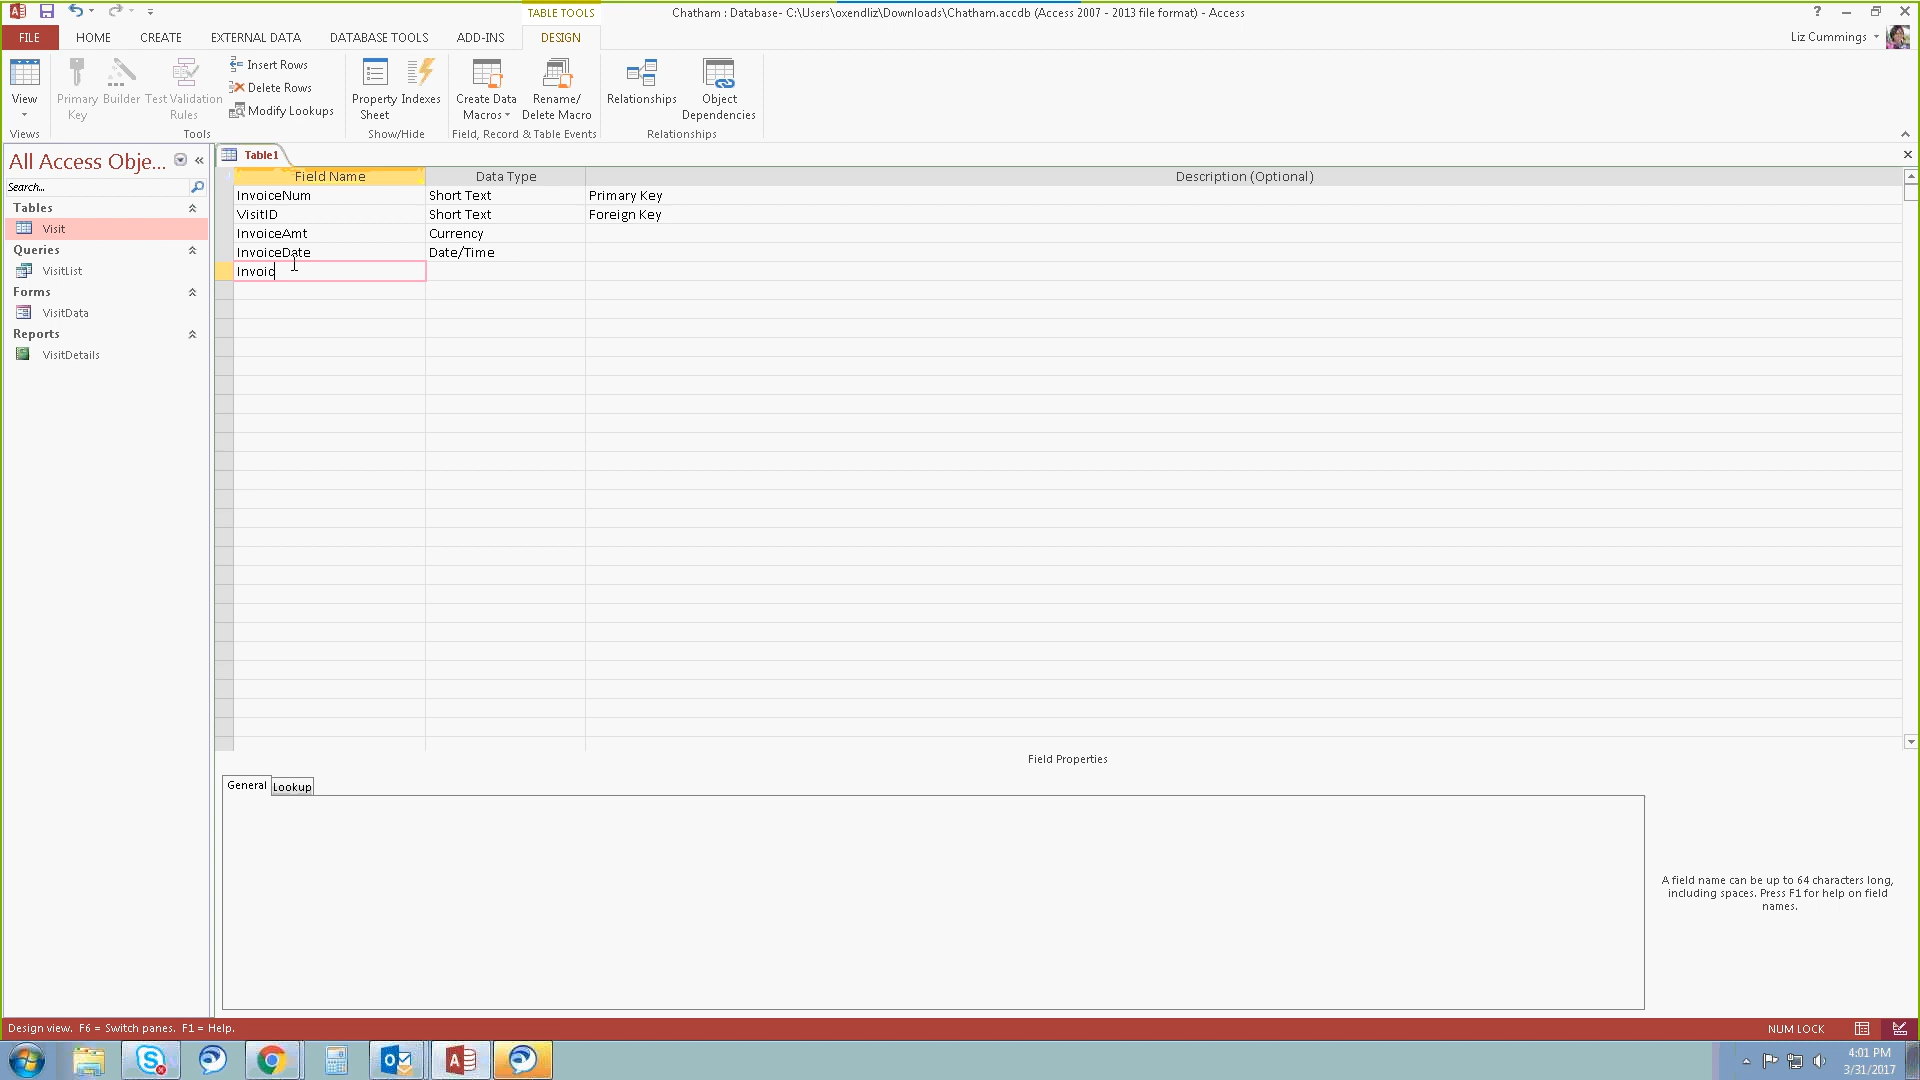 TABLE TOOLS
Chatham : Database- C:\Users\oxendliz\Downloads\Chatham.accdb (Access 2007 - 2013 file format) - Access
?
FILE HOME CREATE EXTERNAL DATA DATABASE TOOLS ADD-INS DESIGN
Liz Cummings
View
Primary Key
Builder
Test Validation Rules
Insert Rows
Delete Rows
Modify Lookups
Property Sheet
Indexes
Create Data Macros
Rename/ Delete Macro
Relationships
Object Dependencies
Views
Tools
Show/Hide
Field, Record & Table Events
Relationships
All Access Obje...
Search...
Tables
Visit
Queries
VisitList
Forms
VisitData
Reports
VisitDetails
Table1
Field Name Data Type Description (Optional)
InvoiceNum Short Text Primary Key
VisitID Short Text Foreign Key
InvoiceAmt Currency
InvoiceDate Date/Time
Invoic
Field Properties
General Lookup
A field name can be up to 64 characters long,
including spaces. Press F1 for help on field
names.
Design view. F6 = Switch panes. F1 = Help.
NUM LOCK
4:01 PM
3/31/2017